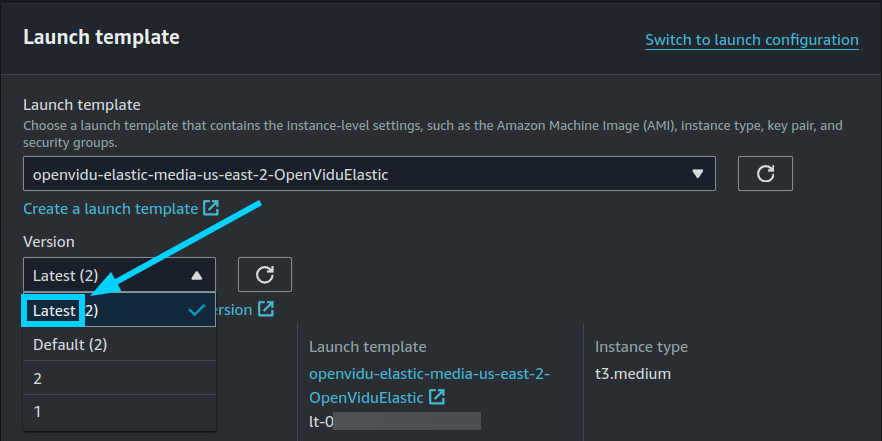 Launch template
Switch to launch configuration
Launch template
Choose a launch template that contains the instance-level settings, such as the Amazon Machine Image (AMI), instance type, key pair, and
security groups.
openvidu-elastic-media-us-east-2-OpenViduElastic
Create a launch template
Version
Latest (2)
Latest 2)
ersion
Default (2)
2
1
Launch template
openvidu-elastic-media-us-east-2-
OpenViduElastic
lt-0
Instance type
t3.medium